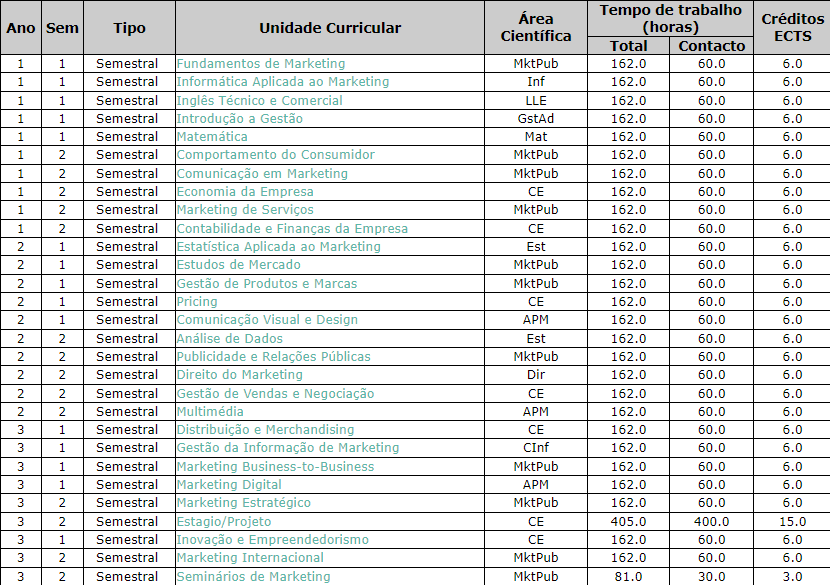 Ano Sem Tipo Unidade Curricular Área Científica Tempo de trabalho (horas) Créditos ECTS
Total Contacto
1 1 Semestral Fundamentos de Marketing MktPub 162.0 60.0 6.0
1 1 Semestral Informática Aplicada ao Marketing Inf 162.0 60.0 6.0
1 1 Semestral Inglês Técnico e Comercial LLE 162.0 60.0 6.0
1 1 Semestral Introdução a Gestão GstAd 162.0 60.0 6.0
1 1 Semestral Matemática Mat 162.0 60.0 6.0
1 2 Semestral Comportamento do Consumidor MktPub 162.0 60.0 6.0
1 2 Semestral Comunicação em Marketing MktPub 162.0 60.0 6.0
1 2 Semestral Economia da Empresa CE 162.0 60.0 6.0
1 2 Semestral Marketing de Serviços MktPub 162.0 60.0 6.0
1 2 Semestral Contabilidade e Finanças da Empresa CE 162.0 60.0 6.0
2 1 Semestral Estatística Aplicada ao Marketing Est 162.0 60.0 6.0
2 1 Semestral Estudos de Mercado MktPub 162.0 60.0 6.0
2 1 Semestral Gestão de Produtos e Marcas MktPub 162.0 60.0 6.0
2 1 Semestral Pricing CE 162.0 60.0 6.0
2 1 Semestral Comunicação Visual e Design APM 162.0 60.0 6.0
2 2 Semestral Análise de Dados Est 162.0 60.0 6.0
2 2 Semestral Publicidade e Relações Públicas MktPub 162.0 60.0 6.0
2 2 Semestral Direito do Marketing Dir 162.0 60.0 6.0
2 2 Semestral Gestão de Vendas e Negociação CE 162.0 60.0 6.0
2 2 Semestral Multimédia APM 162.0 60.0 6.0
3 1 Semestral Distribuição e Merchandising CE 162.0 60.0 6.0
3 1 Semestral Gestão da Informação de Marketing CInf 162.0 60.0 6.0
3 1 Semestral Marketing Business-to-Business MktPub 162.0 60.0 6.0
3 1 Semestral Marketing Digital APM 162.0 60.0 6.0
3 2 Semestral Marketing Estratégico MktPub 162.0 60.0 6.0
3 2 Semestral Estagio/Projeto CE 405.0 400.0 15.0
3 1 Semestral Inovação e Empreendedorismo CE 162.0 60.0 6.0
3 2 Semestral Marketing Internacional MktPub 162.0 60.0 6.0
3 2 Semestral Seminários de Marketing MktPub 81.0 30.0 3.0